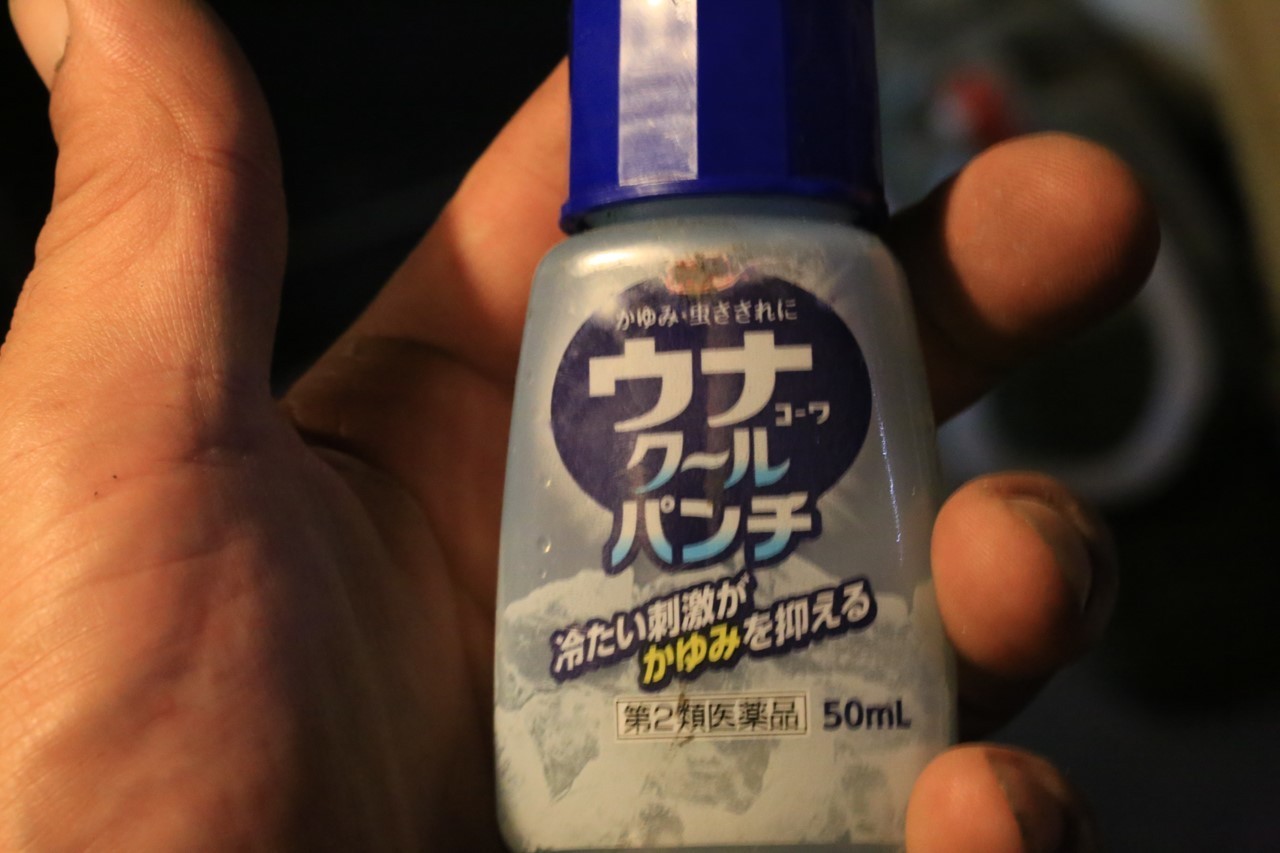 かゆみ・虫さされに
ウナ
コーワ
クール
パンチ
冷たい刺激が
かゆみを抑える
第2類医薬品 50mL